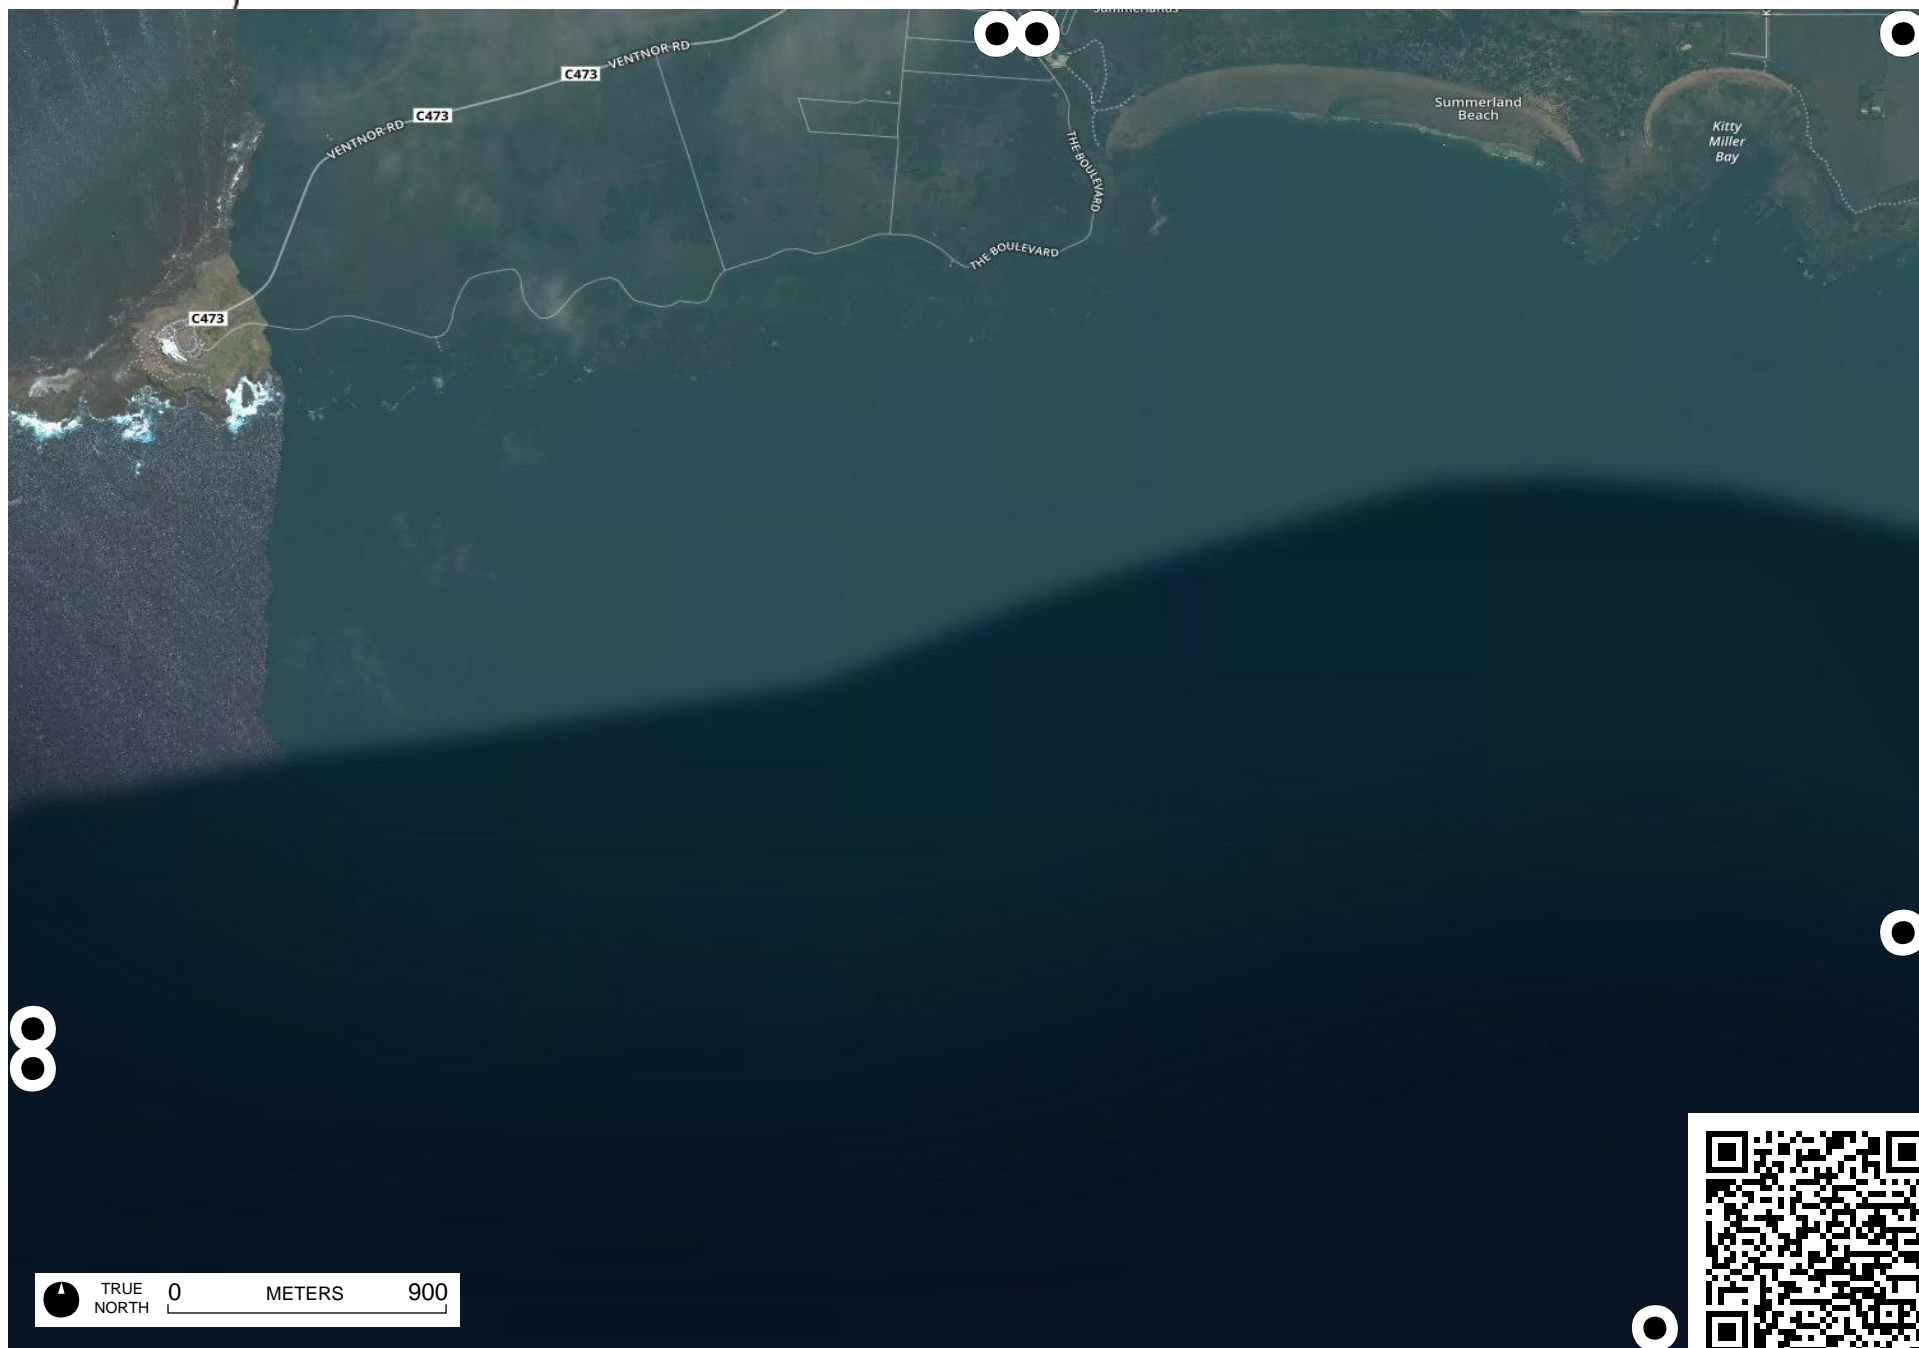 Summerlands
VENTNOR RD
C473
C473
VENTNOR RD
Summerland
Beach
Kitty
Miller
Bay
THE BOULEVARD
THE BOULEVARD
C473
TRUE
NORTH
0 METERS 900